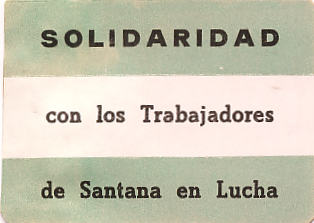 SOLIDARIDAD
con los Trabajadores
de Santana en Lucha